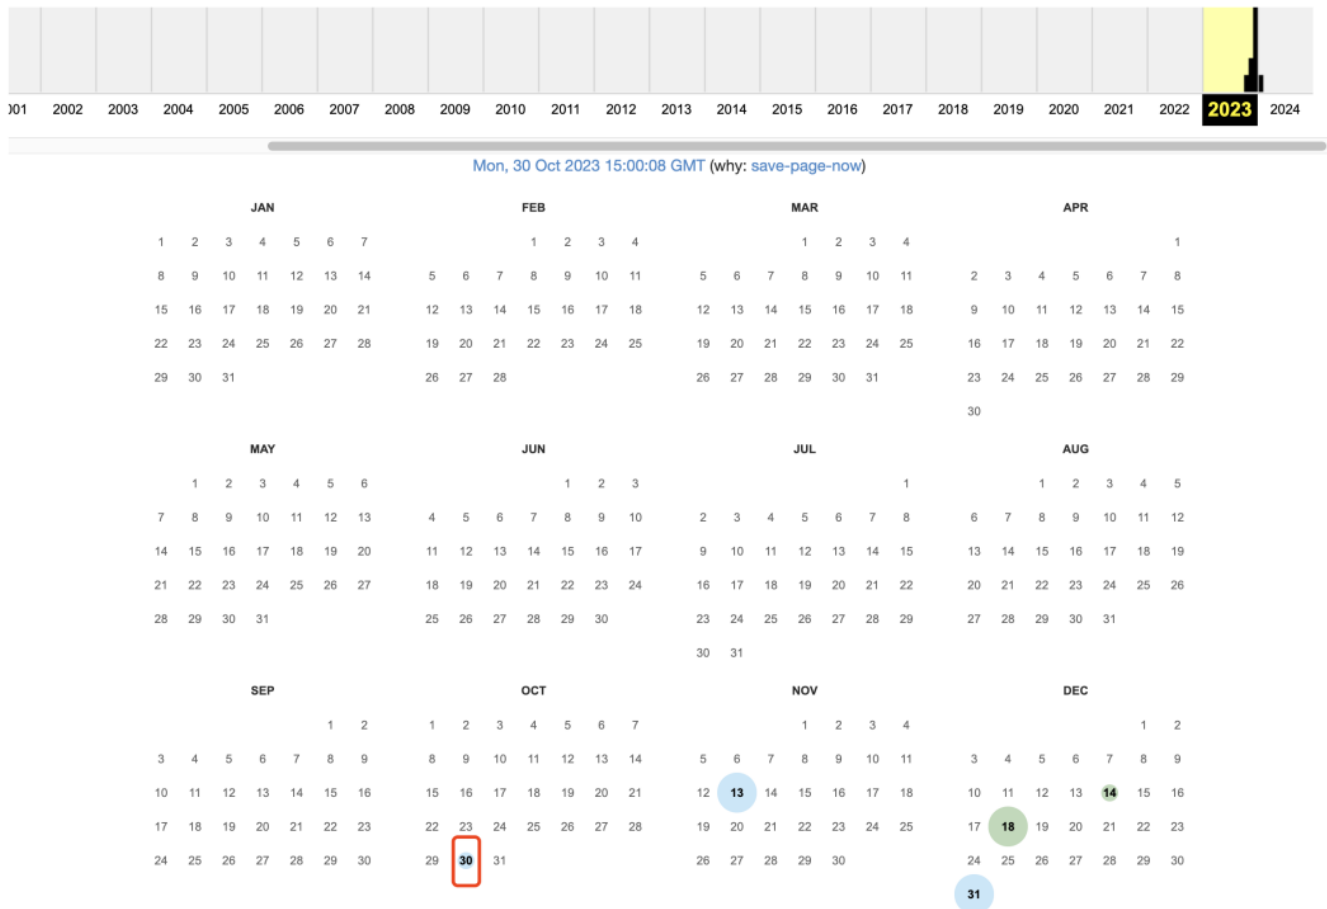 001 2002 2003 2004 2005 2006 2007 2008 2009 2010 2011 2012 2013 2014 2015 2016 2017 2018 2019 2020 2021 2022 2023 2024
Mon, 30 Oct 2023 15:00:08 GMT (why: save-page-now)
JAN FEB MAR APR
1 2 3 4 5 6 7 1 2 3 4 1 2 3 4 1
8 9 10 11 12 13 14 5 6 7 8 9 10 11 5 6 7 8 9 10 11 2 3 4 5 6 7 8
15 16 17 18 19 20 21 12 13 14 15 16 17 18 12 13 14 15 16 17 18 9 10 11 12 13 14 15
22 23 24 25 26 27 28 19 20 21 22 23 24 25 19 20 21 22 23 24 25 16 17 18 19 20 21 22
29 30 31 26 27 28 26 27 28 29 30 31 23 24 25 26 27 28 29
30
MAY JUN JUL AUG
1 2 3 4 5 6 1 2 3 1 1 2 3 4 5
7 8 9 10 11 12 13 4 5 6 7 8 9 10 2 3 4 5 6 7 8 6 7 8 9 10 11 12
14 15 16 17 18 19 20 11 12 13 14 15 16 17 9 10 11 12 13 14 15 13 14 15 16 17 18 19
21 22 23 24 25 26 27 18 19 20 21 22 23 24 16 17 18 19 20 21 22 20 21 22 23 24 25 26
28 29 30 31 25 26 27 28 29 30 23 24 25 26 27 28 29 27 28 29 30 31
30 31
SEP OCT NOV DEC
1 2 1 2 3 4 5 6 7 1 2 3 4 1 2
3 4 5 6 7 8 9 8 9 10 11 12 13 14 5 6 7 8 9 10 11 3 4 5 6 7 8 9
10 11 12 13 14 15 16 15 16 17 18 19 20 21 12 13 14 15 16 17 18 10 11 12 13 14 15 16
17 18 19 20 21 22 23 22 23 24 25 26 27 28 19 20 21 22 23 24 25 17 18 19 20 21 22 23
24 25 26 27 28 29 30 29 30 31 26 27 28 29 30 24 25 26 27 28 29 30
31